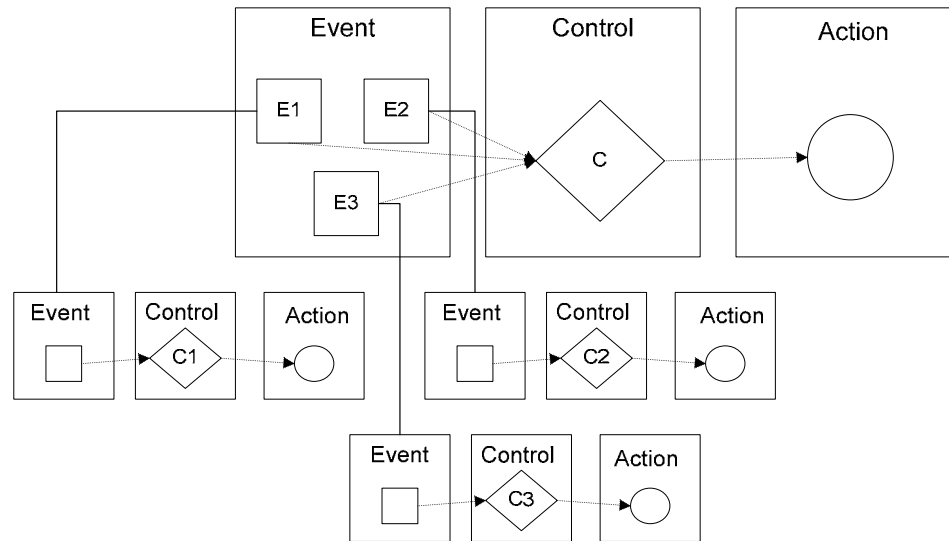 Event
Control
Action
E1
E2
C
E3
Event
Control
Action
C1
Event
Control
Action
C2
Event
Control
Action
C3